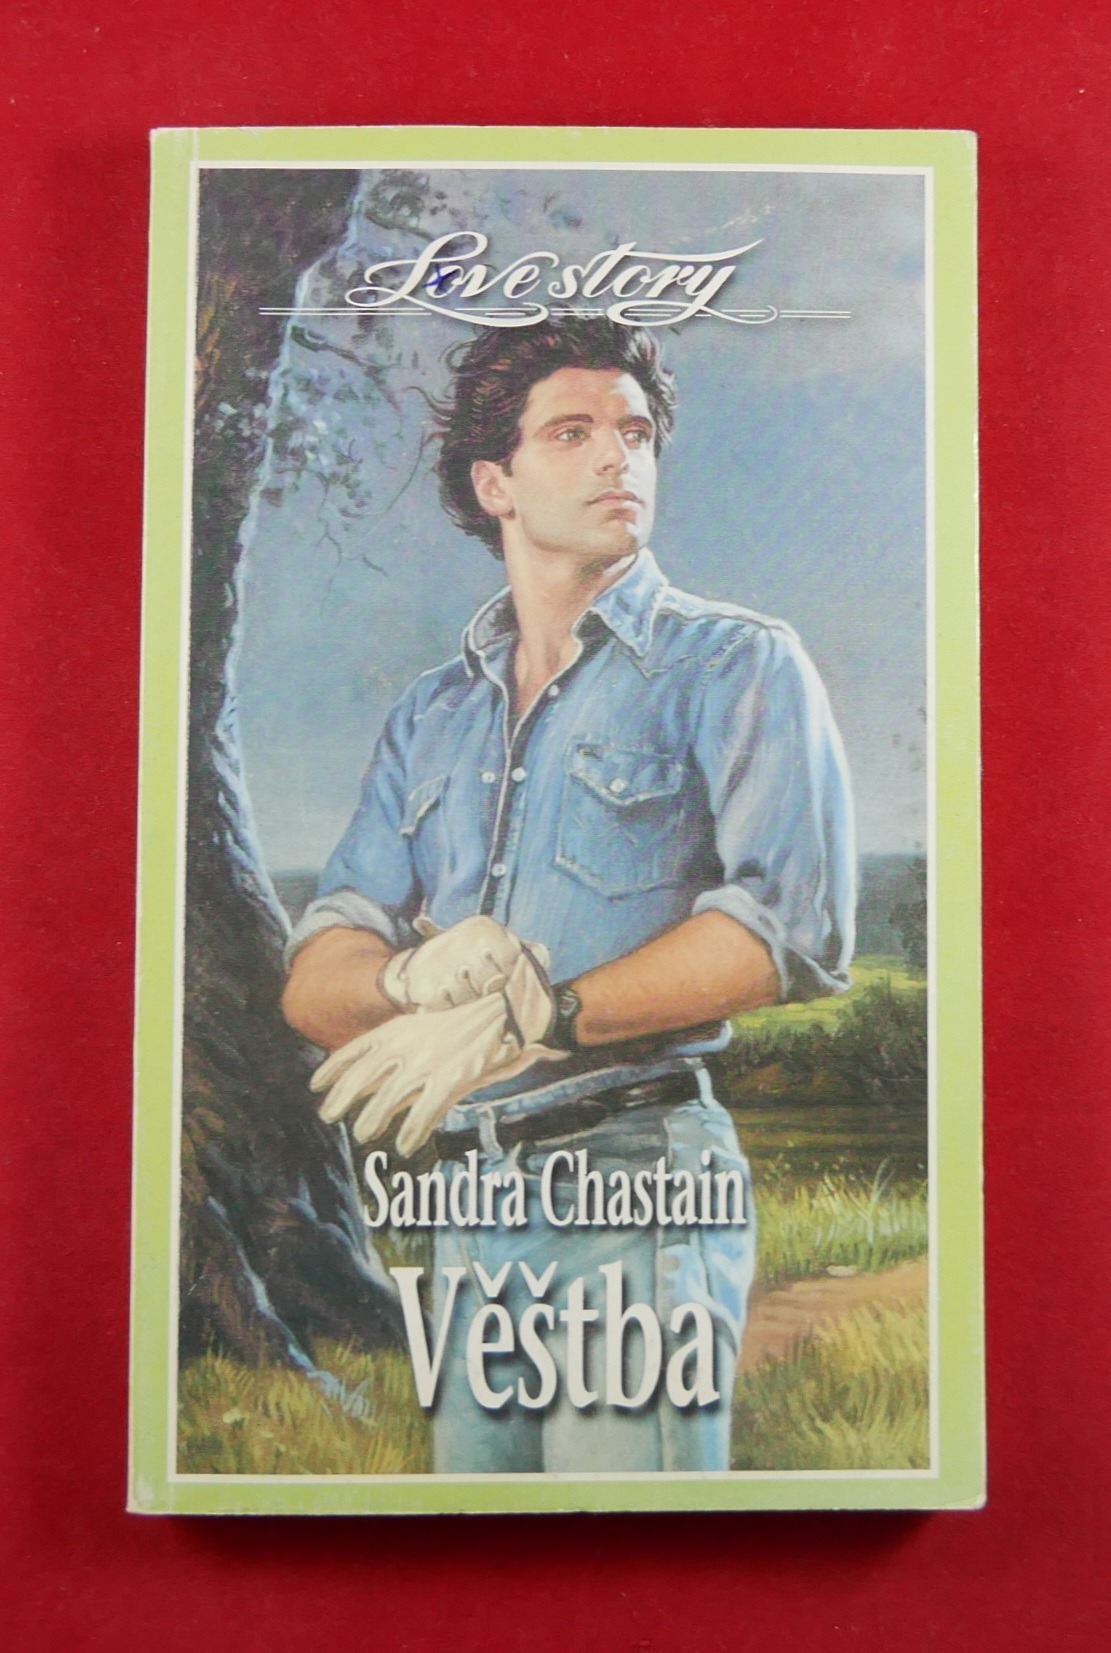 Love story
Sandra Chastain
Věštba